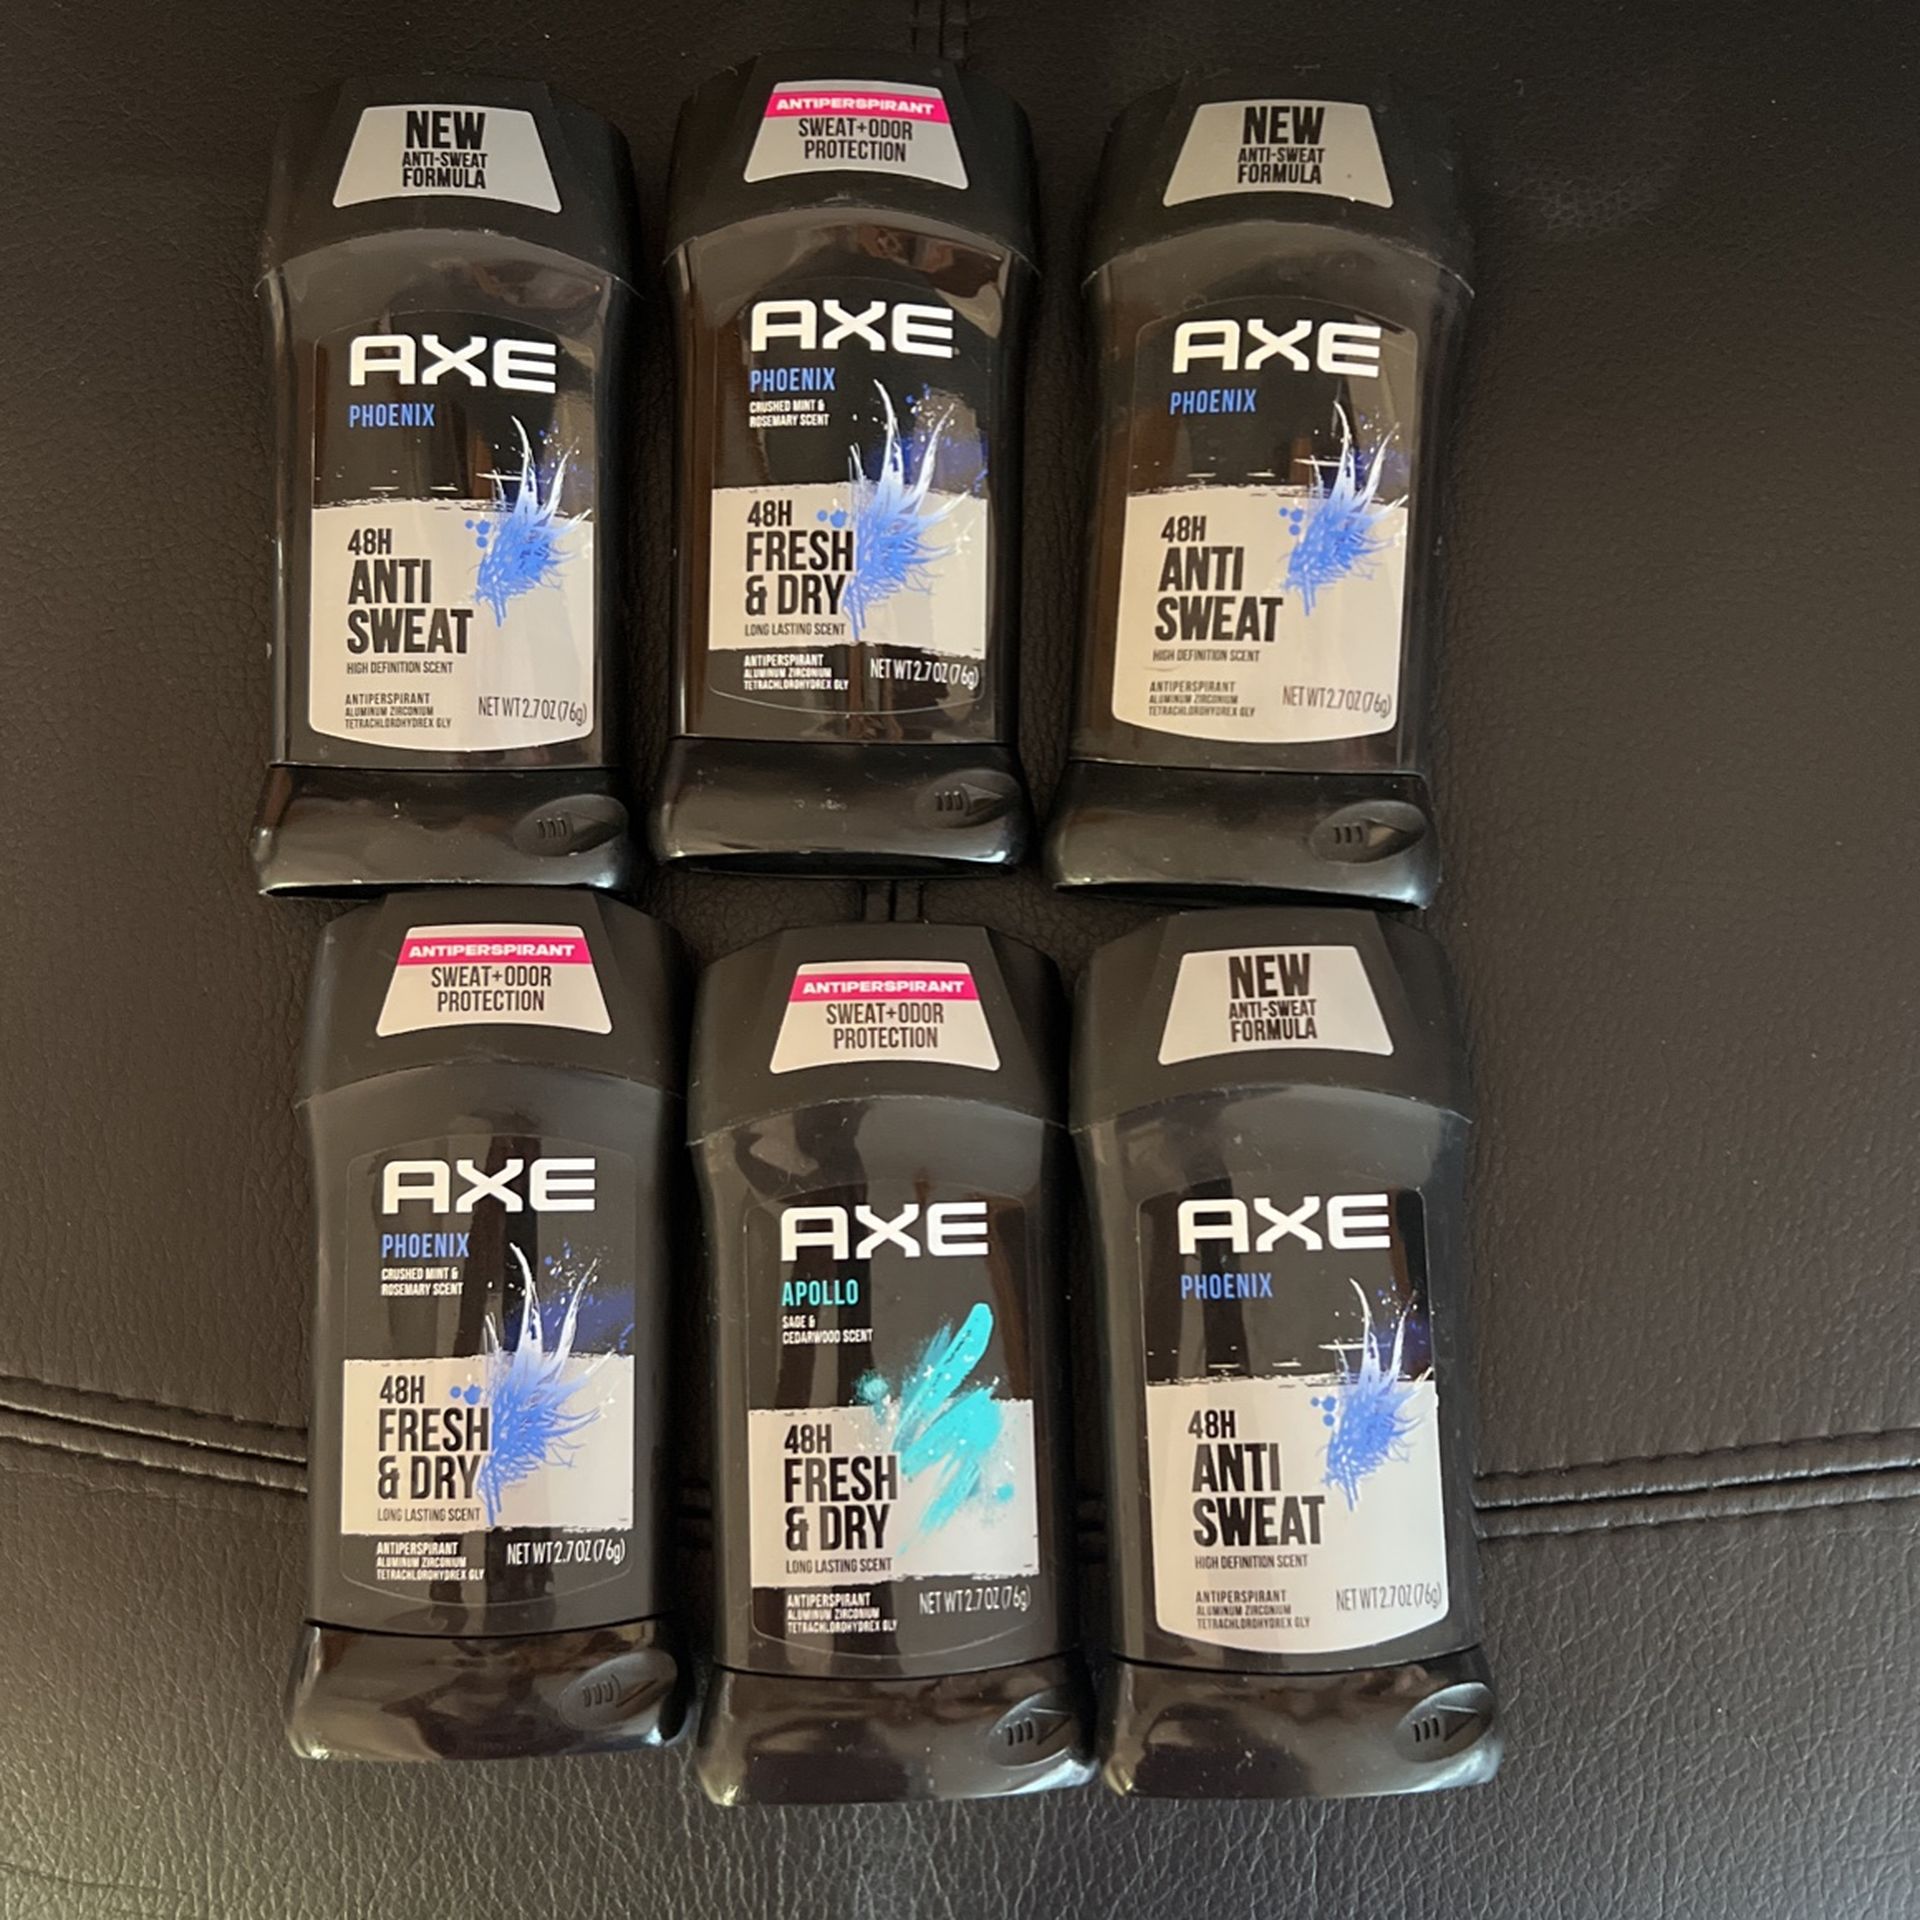 NEW
ANTI-SWEAT
FORMULA
AXE
PHOENIX
48H
ANTI
SWEAT
HIGH DEFINITION SCENT
ANTIPERSPIRANT
ALUMINUM ZIRCONIUM
TETRACHLOROHYDREX GLY
NET WT 2.7 OZ (76g)
ANTIPERSPIRANT
SWEAT+ODOR
PROTECTION
AXE
PHOENIX
CRUSHED MINT &
ROSEMARY SCENT
48H
FRESH
& DRY
LONG LASTING SCENT
ANTIPERSPIRANT
ALUMINUM ZIRCONIUM
TETRACHLOROHYDREX GLY
NET WT 2.7 OZ (76g)
NEW
ANTI-SWEAT
FORMULA
AXE
PHOENIX
48H
ANTI
SWEAT
HIGH DEFINITION SCENT
ANTIPERSPIRANT
ALUMINUM ZIRCONIUM
TETRACHLOROHYDREX GLY
NET WT 2.7 OZ (76g)
ANTIPERSPIRANT
SWEAT+ODOR
PROTECTION
AXE
PHOENIX
CRUSHED MINT &
ROSEMARY SCENT
48H
FRESH
& DRY
LONG LASTING SCENT
ANTIPERSPIRANT
ALUMINUM ZIRCONIUM
TETRACHLOROHYDREX GLY
NET WT 2.7 OZ (76g)
ANTIPERSPIRANT
SWEAT+ODOR
PROTECTION
AXE
APOLLO
SAGE &
CEDARWOOD SCENT
48H
FRESH
& DRY
LONG LASTING SCENT
ANTIPERSPIRANT
ALUMINUM ZIRCONIUM
TETRACHLOROHYDREX GLY
NET WT 2.7 OZ (76g)
NEW
ANTI-SWEAT
FORMULA
AXE
PHOENIX
48H
ANTI
SWEAT
HIGH DEFINITION SCENT
ANTIPERSPIRANT
ALUMINUM ZIRCONIUM
TETRACHLOROHYDREX GLY
NET WT 2.7 OZ (76g)